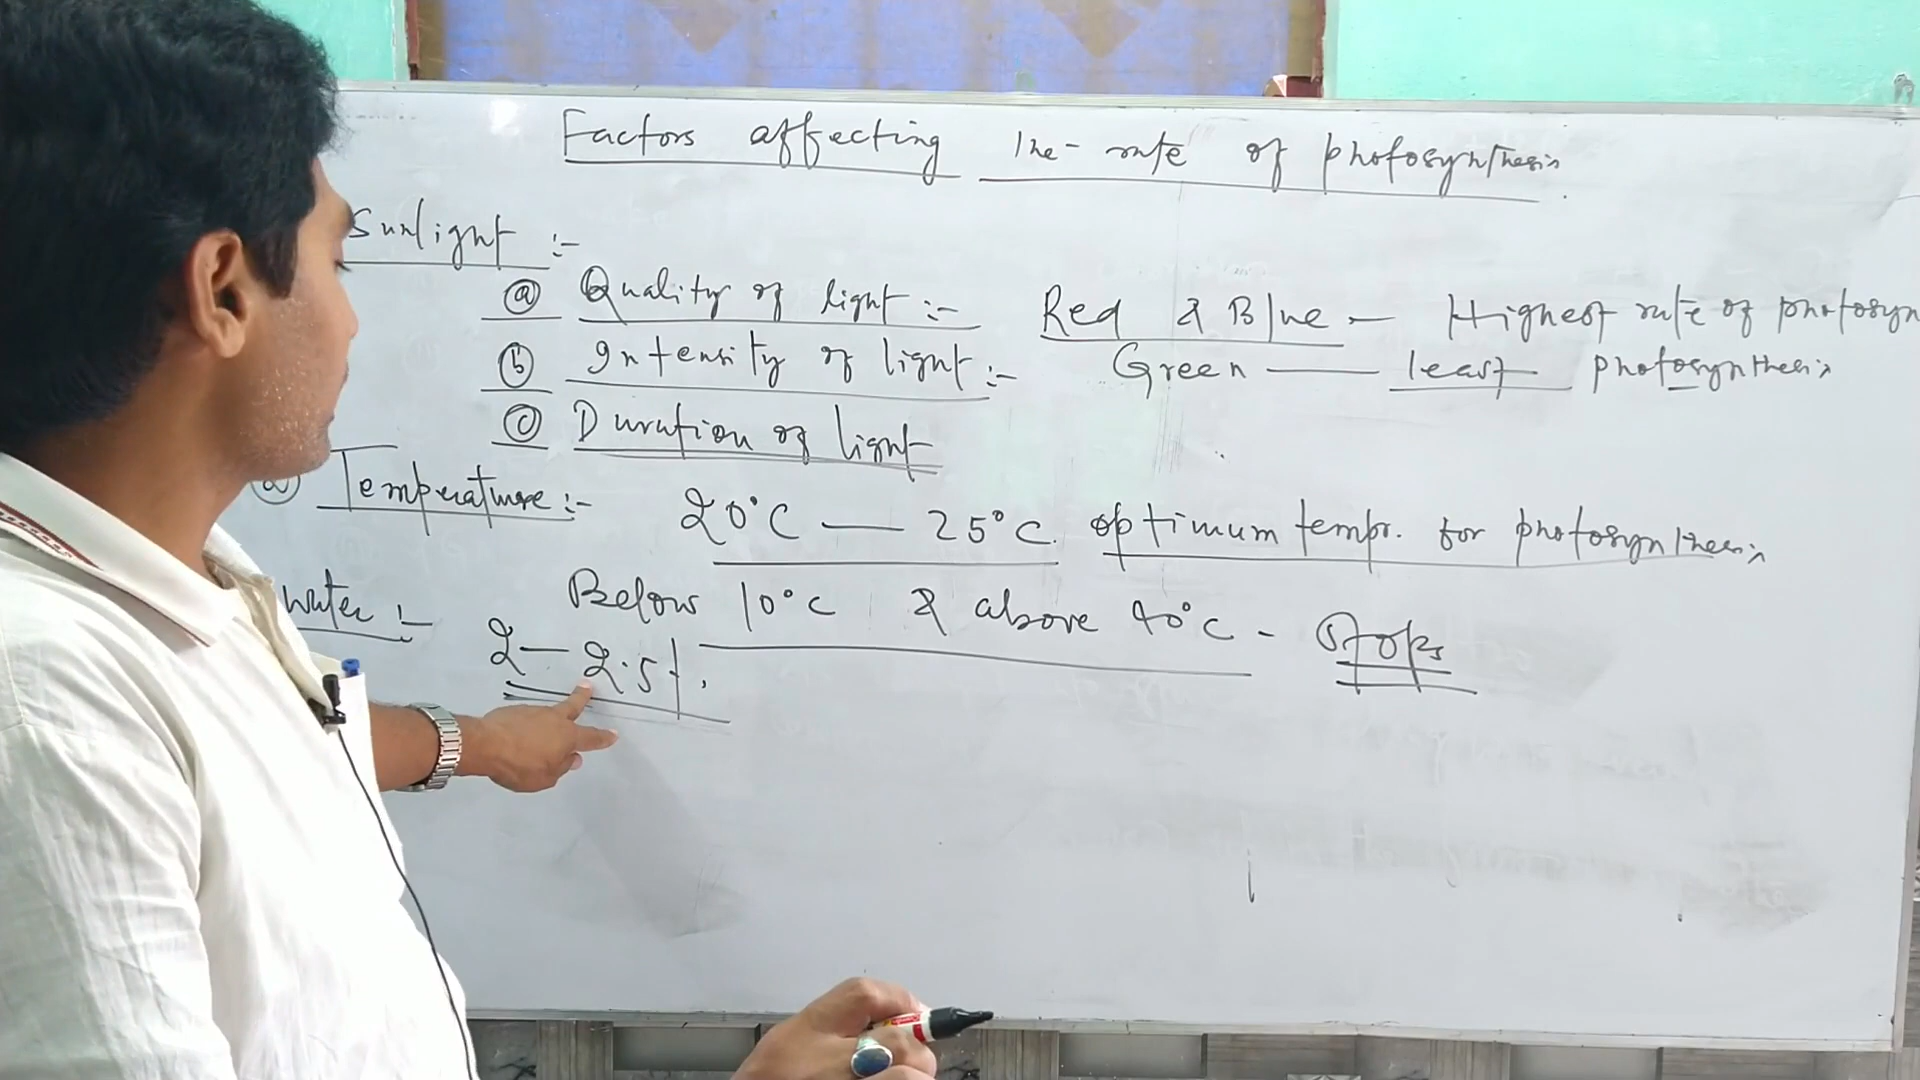 Factors affecting the rate of photosynthesis.
Sunlight :-
(a) Quality of light :- Red & Blue - Highest rate of photosyn
(b) Intensity of light :- Green — least photosynthesis
(c) Duration of light
(2) Temperature :- 20°C — 25°C. optimum tempr. for photosynthesis
Below 10°C & above 40°C - Stops
water :-
2 - 2.5